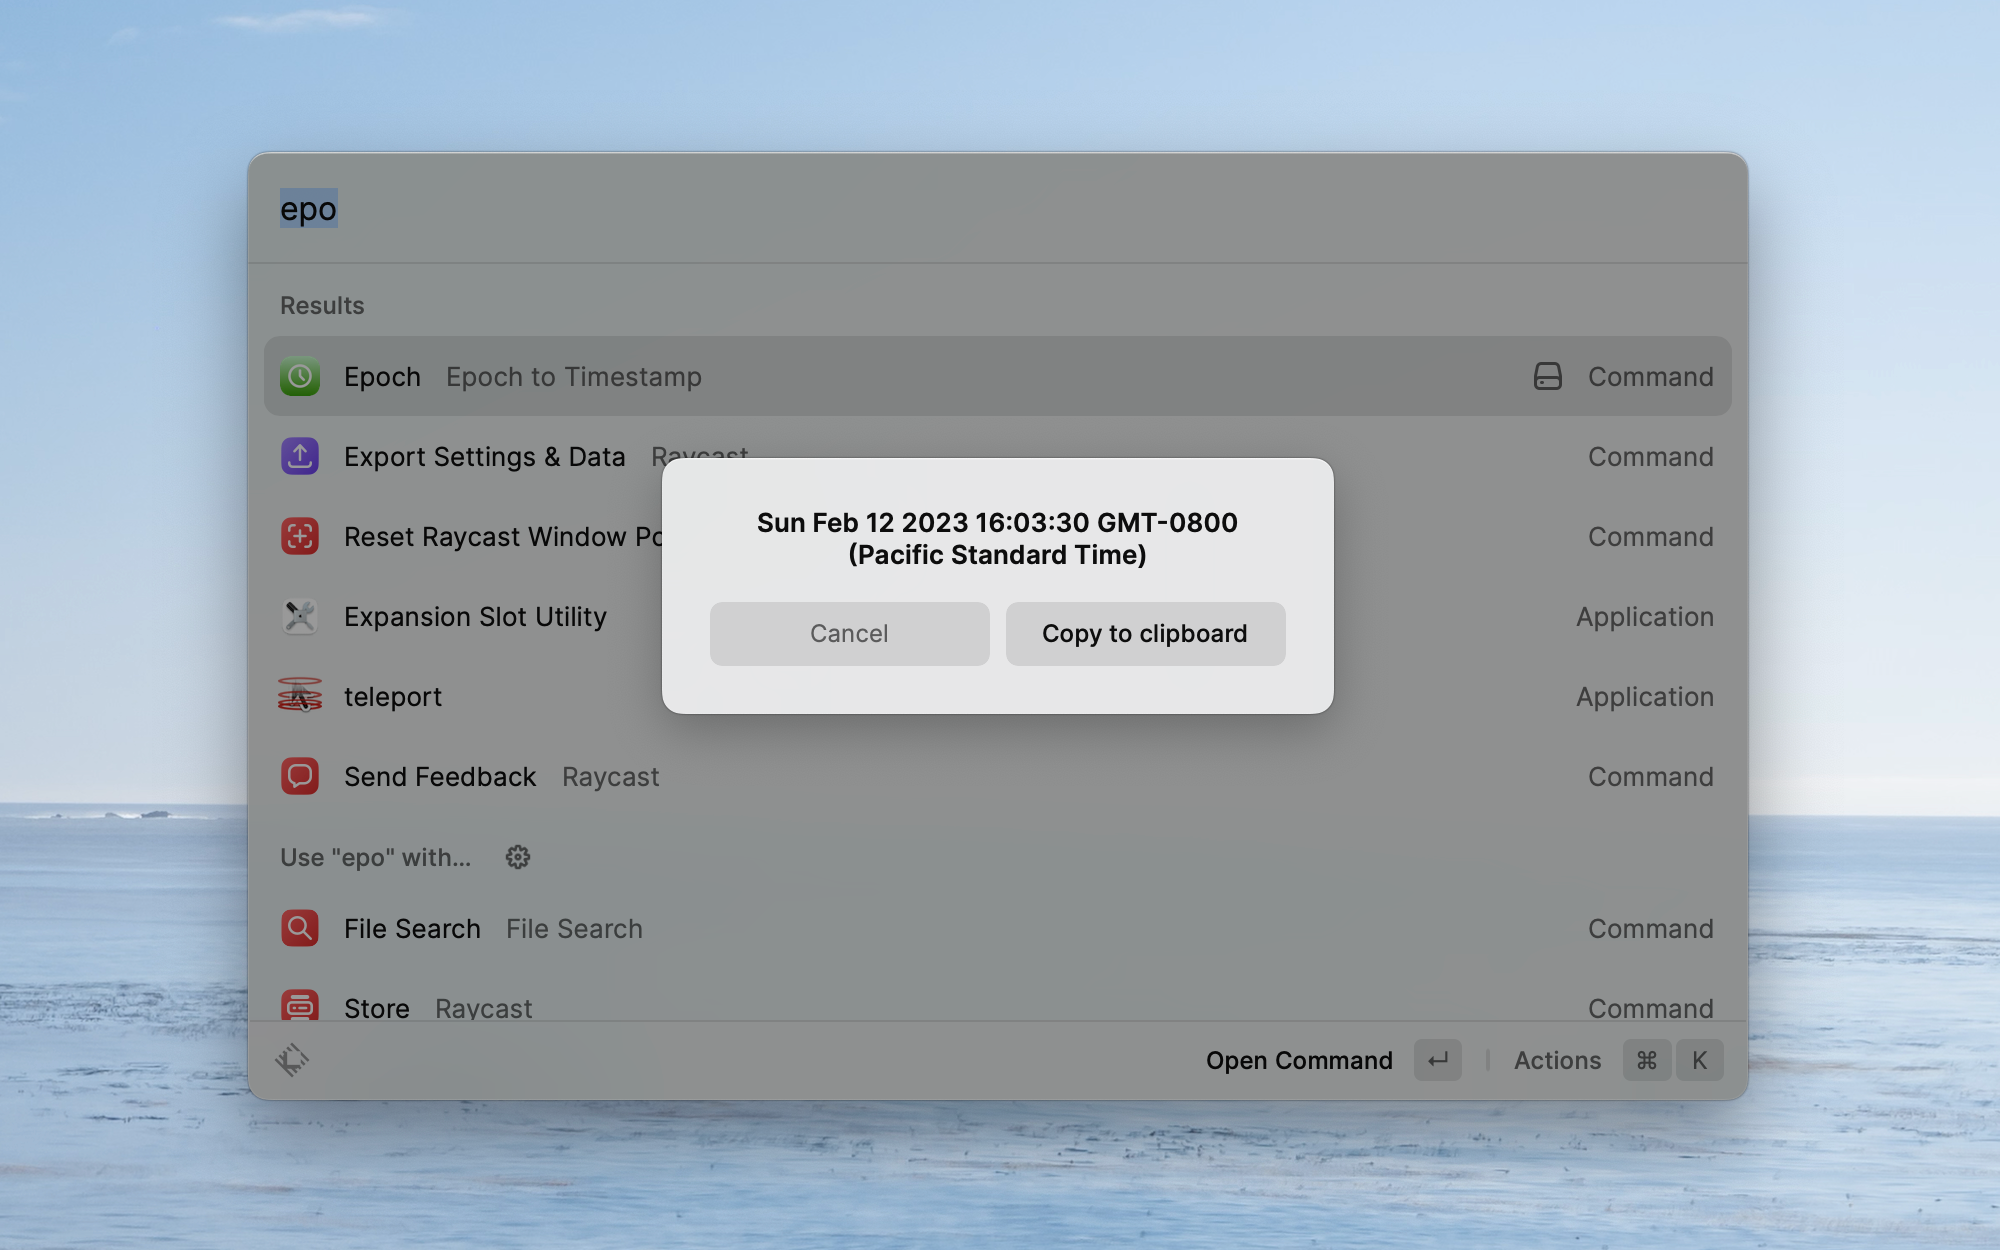 epo
Results
Epoch Epoch to Timestamp Command
Export Settings & Data Raycast Command
Reset Raycast Window Po Command
Sun Feb 12 2023 16:03:30 GMT-0800
(Pacific Standard Time)
Cancel Copy to clipboard
Expansion Slot Utility Application
teleport Application
Send Feedback Raycast Command
Use "epo" with...
File Search File Search Command
Store Raycast Command
Open Command ↵ | Actions ⌘ K